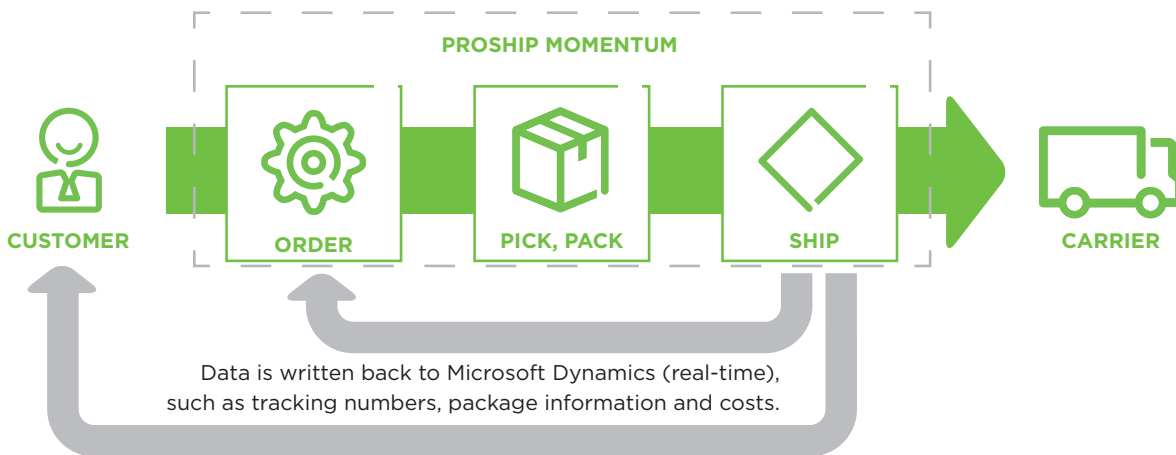 PROSHIP MOMENTUM
CUSTOMER
ORDER
PICK, PACK
SHIP
CARRIER
Data is written back to Microsoft Dynamics (real-time),
such as tracking numbers, package information and costs.